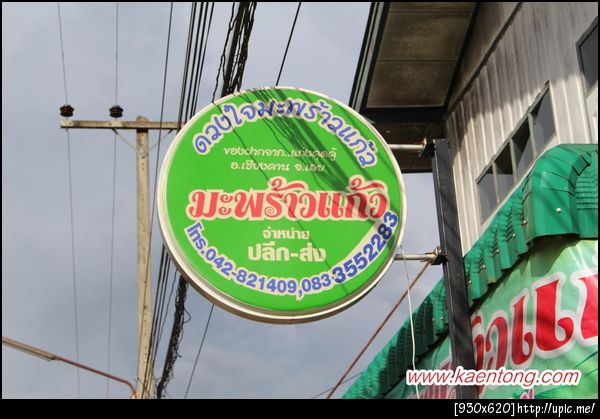 ดวงใจมะพร้าวแก้ว
ของฝากจาก..แก่งคุดคู้
อ.เชียงคาน จ.เลย
มะพร้าวแก้ว
จำหน่าย
ปลีก-ส่ง
โทร.042-821409,083 3552283
www.kaentong.com
[930x620]http://upic.me/